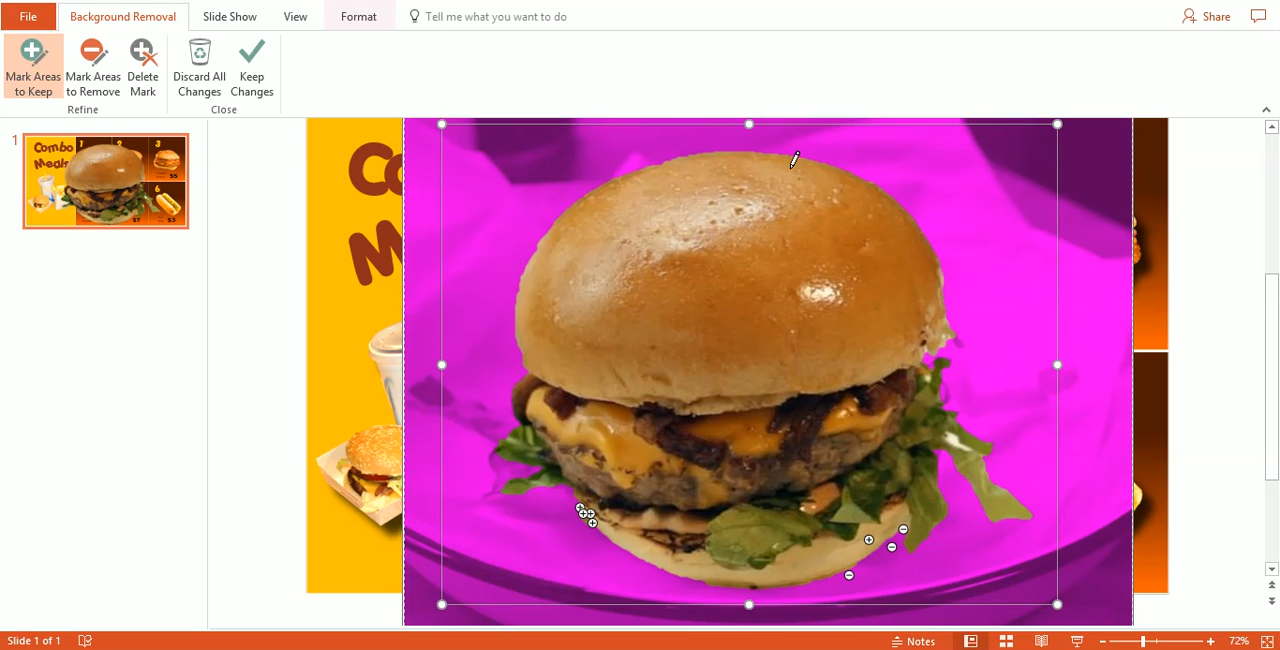 File Background Removal Slide Show View Format Tell me what you want to do Share
Mark Areas to Keep
Mark Areas to Remove
Delete Mark
Discard All Changes
Keep Changes
Refine Close
1
Combo
Meals
1 2 3
$5
6
$7 $3
Co
M
Slide 1 of 1 Notes 72%